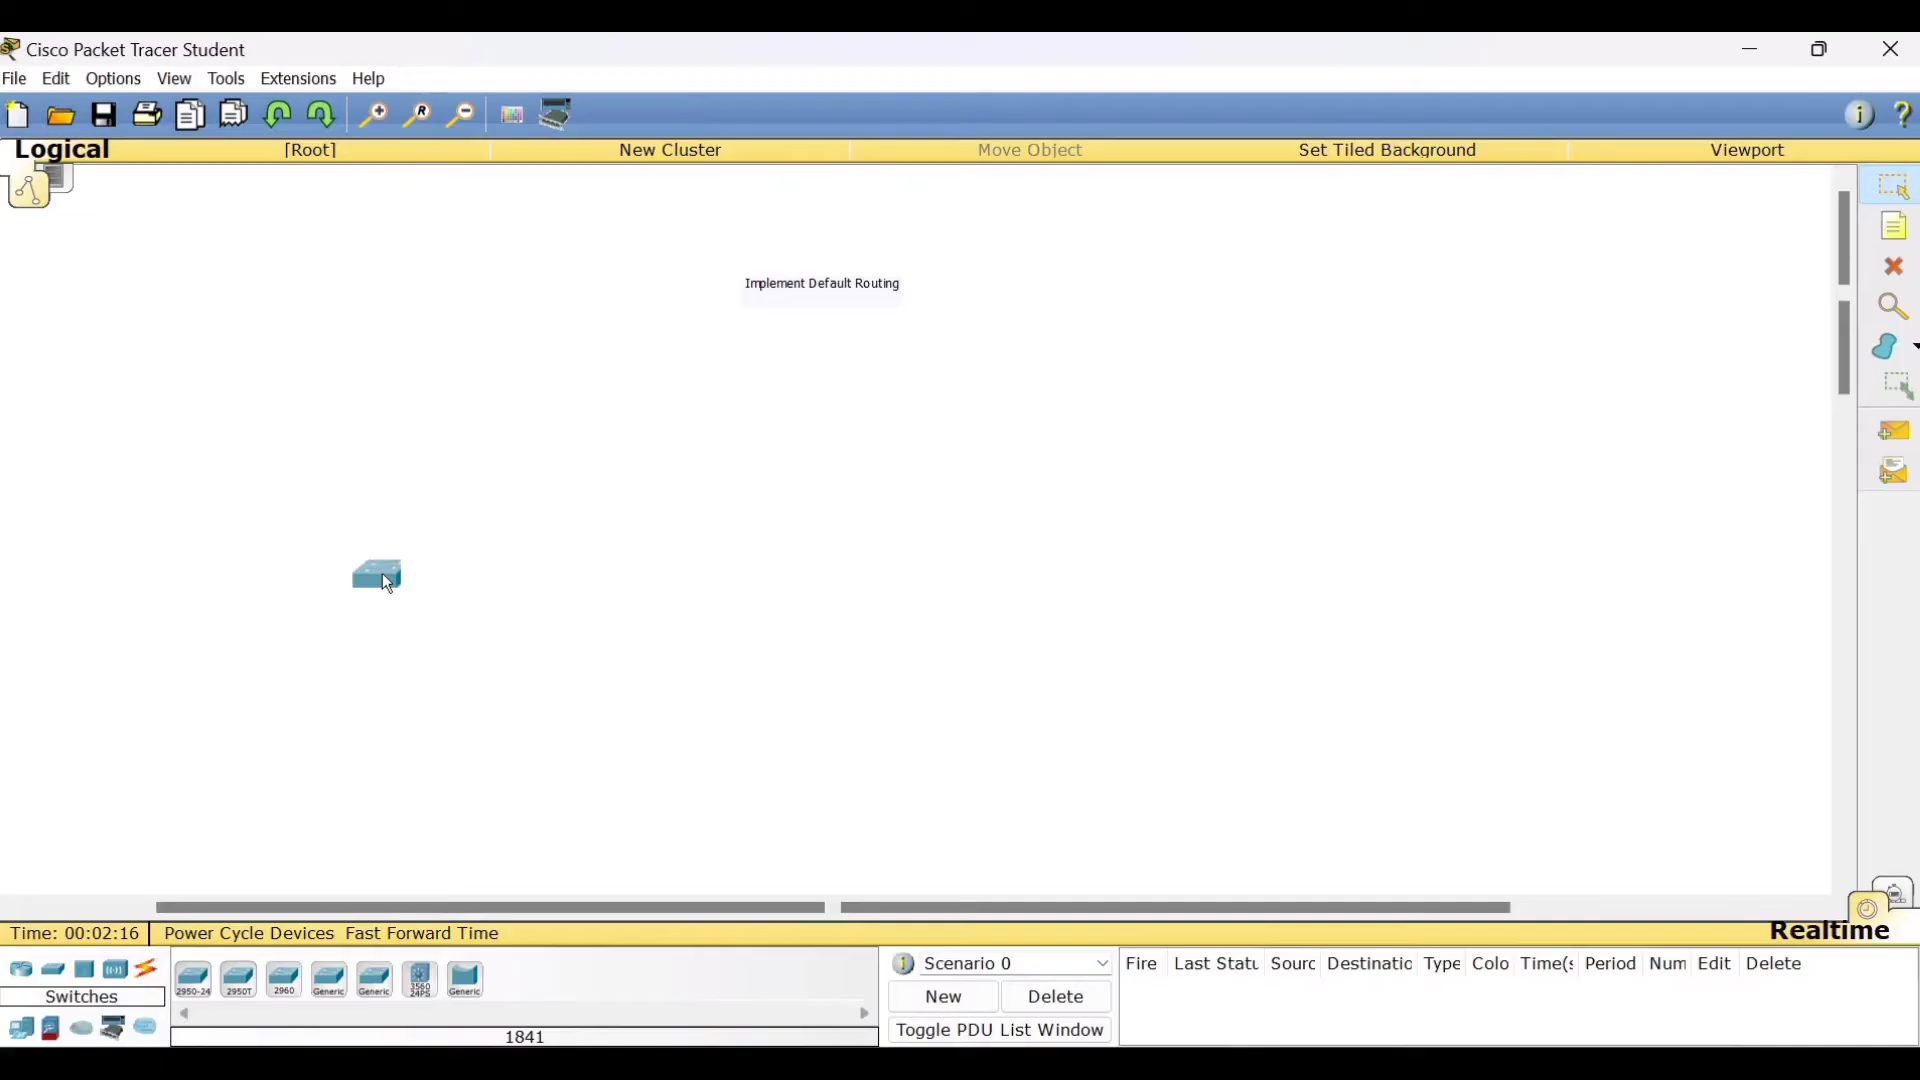 Cisco Packet Tracer Student
File Edit Options View Tools Extensions Help
R
i ?
Logical [Root] New Cluster Move Object Set Tiled Background Viewport
Implement Default Routing
Time: 00:02:16 Power Cycle Devices Fast Forward Time Realtime
i Scenario 0 Fire Last Statu Sourc Destinatic Type Colo Time(s Period Num Edit Delete
2950-24 2950T 2960 Generic Generic 3560 24PS Generic
Switches New Delete
Toggle PDU List Window
1841